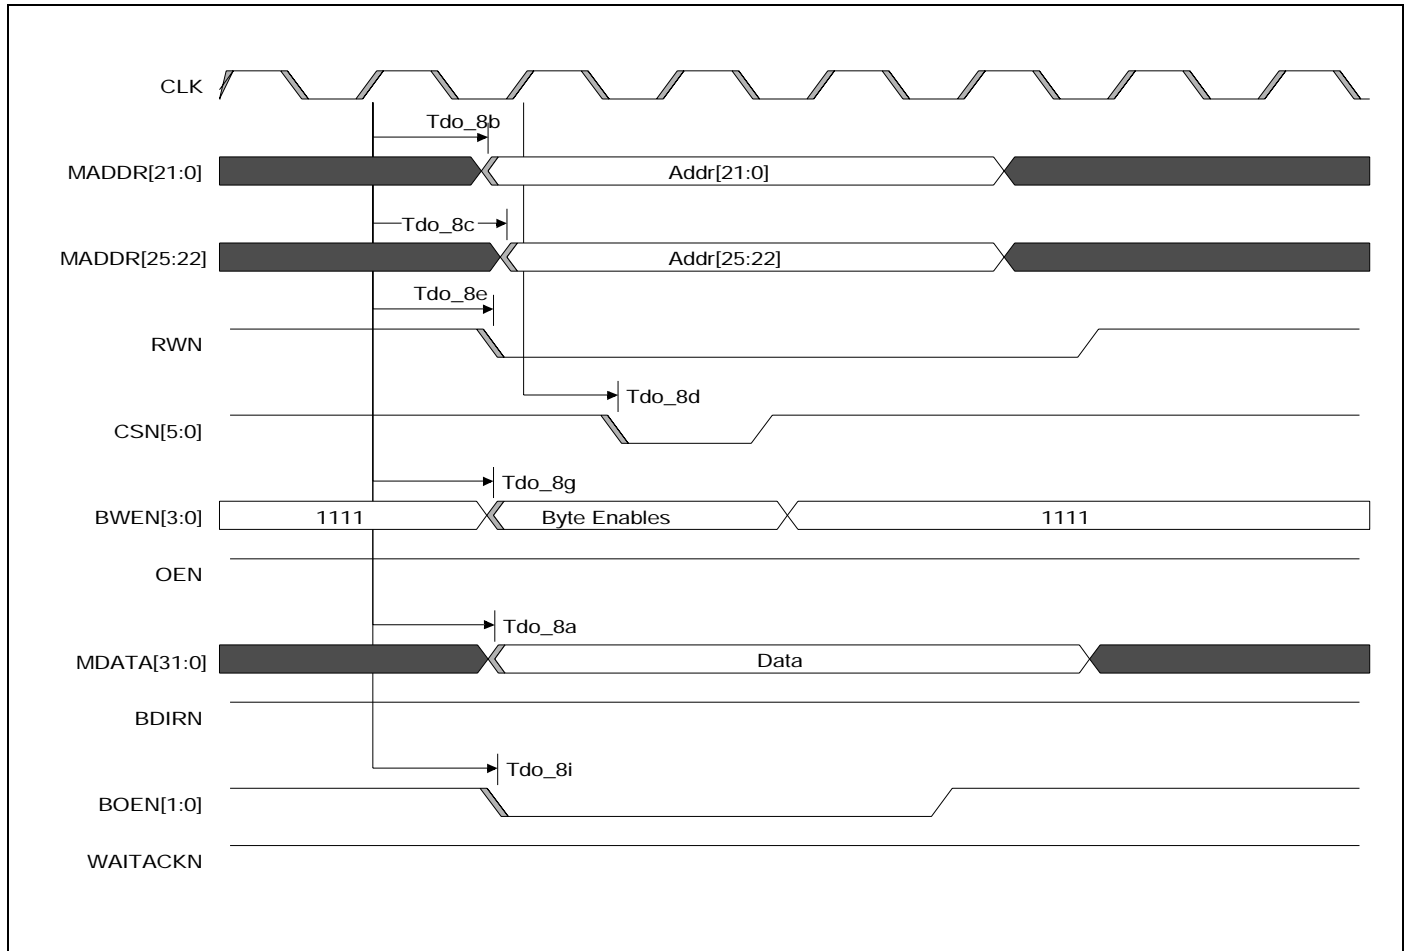 CLK
Tdo_8b
MADDR[21:0] Addr[21:0]
Tdo_8c
MADDR[25:22] Addr[25:22]
Tdo_8e
RWN
Tdo_8d
CSN[5:0]
Tdo_8g
BWEN[3:0] 1111 Byte Enables 1111
OEN
Tdo_8a
MDATA[31:0] Data
BDIRN
Tdo_8i
BOEN[1:0]
WAITACKN